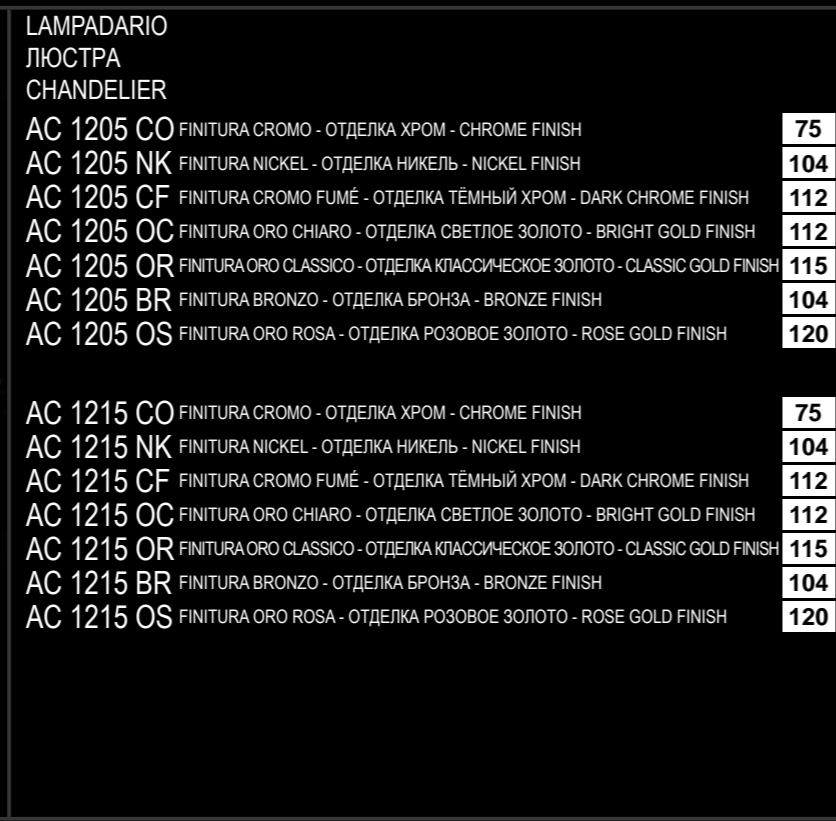 LAMPADARIO
ЛЮСТРА
CHANDELIER
AC 1205 CO FINITURA CROMO - ОТДЕЛКА ХРОМ - CHROME FINISH 75
AC 1205 NK FINITURA NICKEL - ОТДЕЛКА НИКЕЛЬ - NICKEL FINISH 104
AC 1205 CF FINITURA CROMO FUMÉ - ОТДЕЛКА ТЁМНЫЙ ХРОМ - DARK CHROME FINISH 112
AC 1205 OC FINITURA ORO CHIARO - ОТДЕЛКА СВЕТЛОЕ ЗОЛОТО - BRIGHT GOLD FINISH 112
AC 1205 OR FINITURA ORO CLASSICO - ОТДЕЛКА КЛАССИЧЕСКОЕ ЗОЛОТО - CLASSIC GOLD FINISH 115
AC 1205 BR FINITURA BRONZO - ОТДЕЛКА БРОНЗА - BRONZE FINISH 104
AC 1205 OS FINITURA ORO ROSA - ОТДЕЛКА РОЗОВОЕ ЗОЛОТО - ROSE GOLD FINISH 120
AC 1215 CO FINITURA CROMO - ОТДЕЛКА ХРОМ - CHROME FINISH 75
AC 1215 NK FINITURA NICKEL - ОТДЕЛКА НИКЕЛЬ - NICKEL FINISH 104
AC 1215 CF FINITURA CROMO FUMÉ - ОТДЕЛКА ТЁМНЫЙ ХРОМ - DARK CHROME FINISH 112
AC 1215 OC FINITURA ORO CHIARO - ОТДЕЛКА СВЕТЛОЕ ЗОЛОТО - BRIGHT GOLD FINISH 112
AC 1215 OR FINITURA ORO CLASSICO - ОТДЕЛКА КЛАССИЧЕСКОЕ ЗОЛОТО - CLASSIC GOLD FINISH 115
AC 1215 BR FINITURA BRONZO - ОТДЕЛКА БРОНЗА - BRONZE FINISH 104
AC 1215 OS FINITURA ORO ROSA - ОТДЕЛКА РОЗОВОЕ ЗОЛОТО - ROSE GOLD FINISH 120